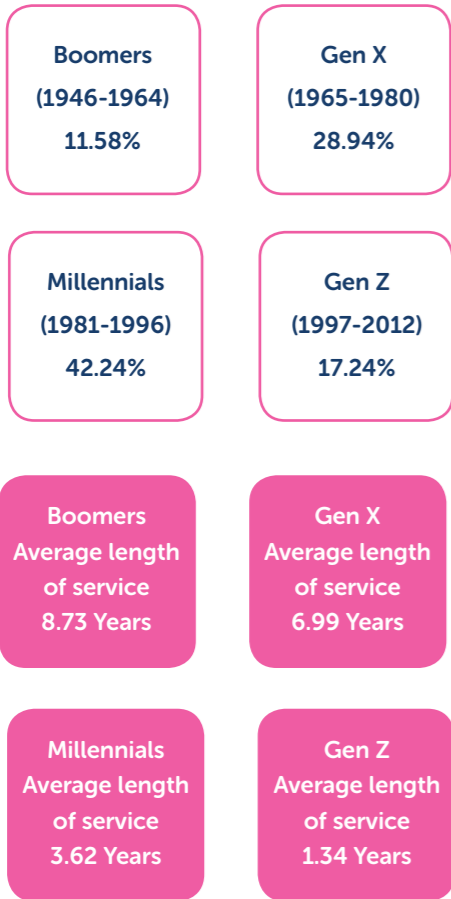 Boomers
(1946-1964)
11.58%
Gen X
(1965-1980)
28.94%
Millennials
(1981-1996)
42.24%
Gen Z
(1997-2012)
17.24%
Boomers
Average length
of service
8.73 Years
Gen X
Average length
of service
6.99 Years
Millennials
Average length
of service
3.62 Years
Gen Z
Average length
of service
1.34 Years